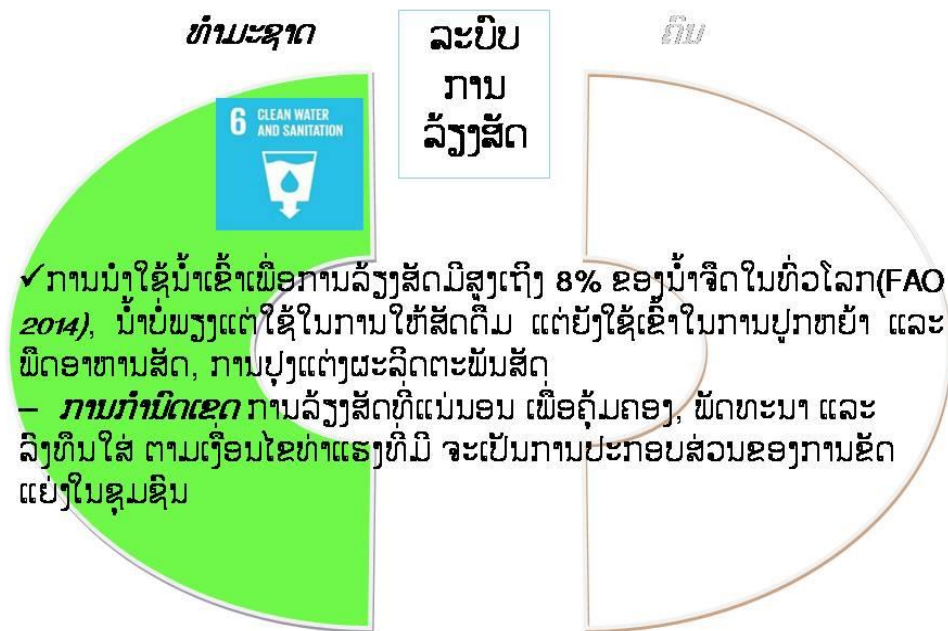 ທຳມະຊາດ
ລະບົບ
ການ
ລ້ຽງສັດ
ຄົນ
6 CLEAN WATER
AND SANITATION
✓ການນຳໃຊ້ນ້ຳເຂົ້າເພື່ອການລ້ຽງສັດມີສູງເຖິງ 8% ຂອງນ້ຳຈືດໃນທົ່ວໂລກ(FAO
2014), ນ້ຳບໍ່ພຽງແຕ່ໃຊ້ໃນການໃຫ້ສັດດື່ມ ແຕ່ຍັງໃຊ້ເຂົ້າໃນການປູກຫຍ້າ ແລະ
ພືດອາຫານສັດ, ການປຸງແຕ່ງຜະລິດຕະພັນສັດ
– ການກຳນົດເຂດ ການລ້ຽງສັດທີ່ແນ່ນອນ ເພື່ອຄຸ້ມຄອງ, ພັດທະນາ ແລະ
ລົງທຶນໃສ່ ຕາມເງື່ອນໄຂທ່າແຮງທີ່ມີ ຈະເປັນການປະກອບສ່ວນຂອງການຂັດ
ແຍ່ງໃນຊຸມຊົນ